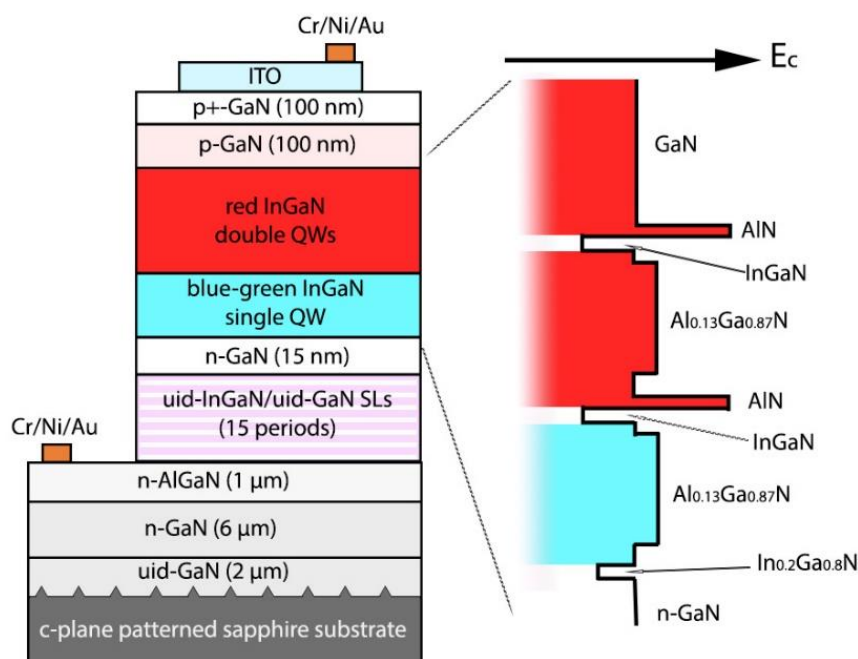 Cr/Ni/Au
ITO
p+-GaN (100 nm)
p-GaN (100 nm)
red InGaN
double QWs
blue-green InGaN
single QW
n-GaN (15 nm)
uid-InGaN/uid-GaN SLs
(15 periods)
Cr/Ni/Au
n-AlGaN (1 μm)
n-GaN (6 μm)
uid-GaN (2 μm)
c-plane patterned sapphire substrate
Ec
GaN
AlN
InGaN
Al0.13Ga0.87N
AlN
InGaN
Al0.13Ga0.87N
In0.2Ga0.8N
n-GaN